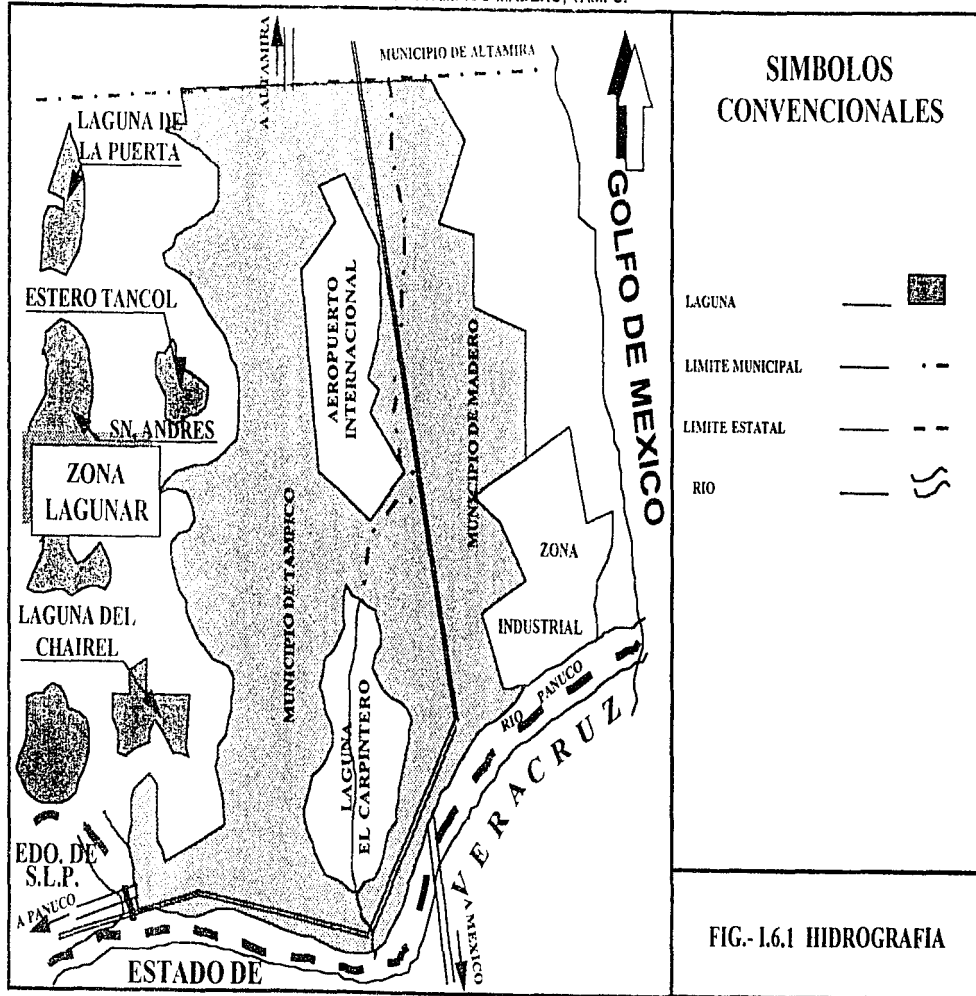 MUNICIPIO DE ALTAMIRA
A ALTAMIRA
LAGUNA DE
LA PUERTA
ESTERO TANCOL
SN. ANDRES
ZONA
LAGUNAR
LAGUNA DEL
CHAIREL
EDO. DE
S.L.P.
A PANUCO
ESTADO DE
VERACRUZ
MUNICIPIO DE TAMPICO
AEROPUERTO
INTERNACIONAL
LAGUNA
EL CARPINTERO
MUNICIPIO DE MADERO
ZONA
INDUSTRIAL
RIO PANUCO
A MEXICO
GOLFO DE MEXICO
SIMBOLOS
CONVENCIONALES
LAGUNA
LIMITE MUNICIPAL
LIMITE ESTATAL
RIO
FIG.- I.6.1 HIDROGRAFIA